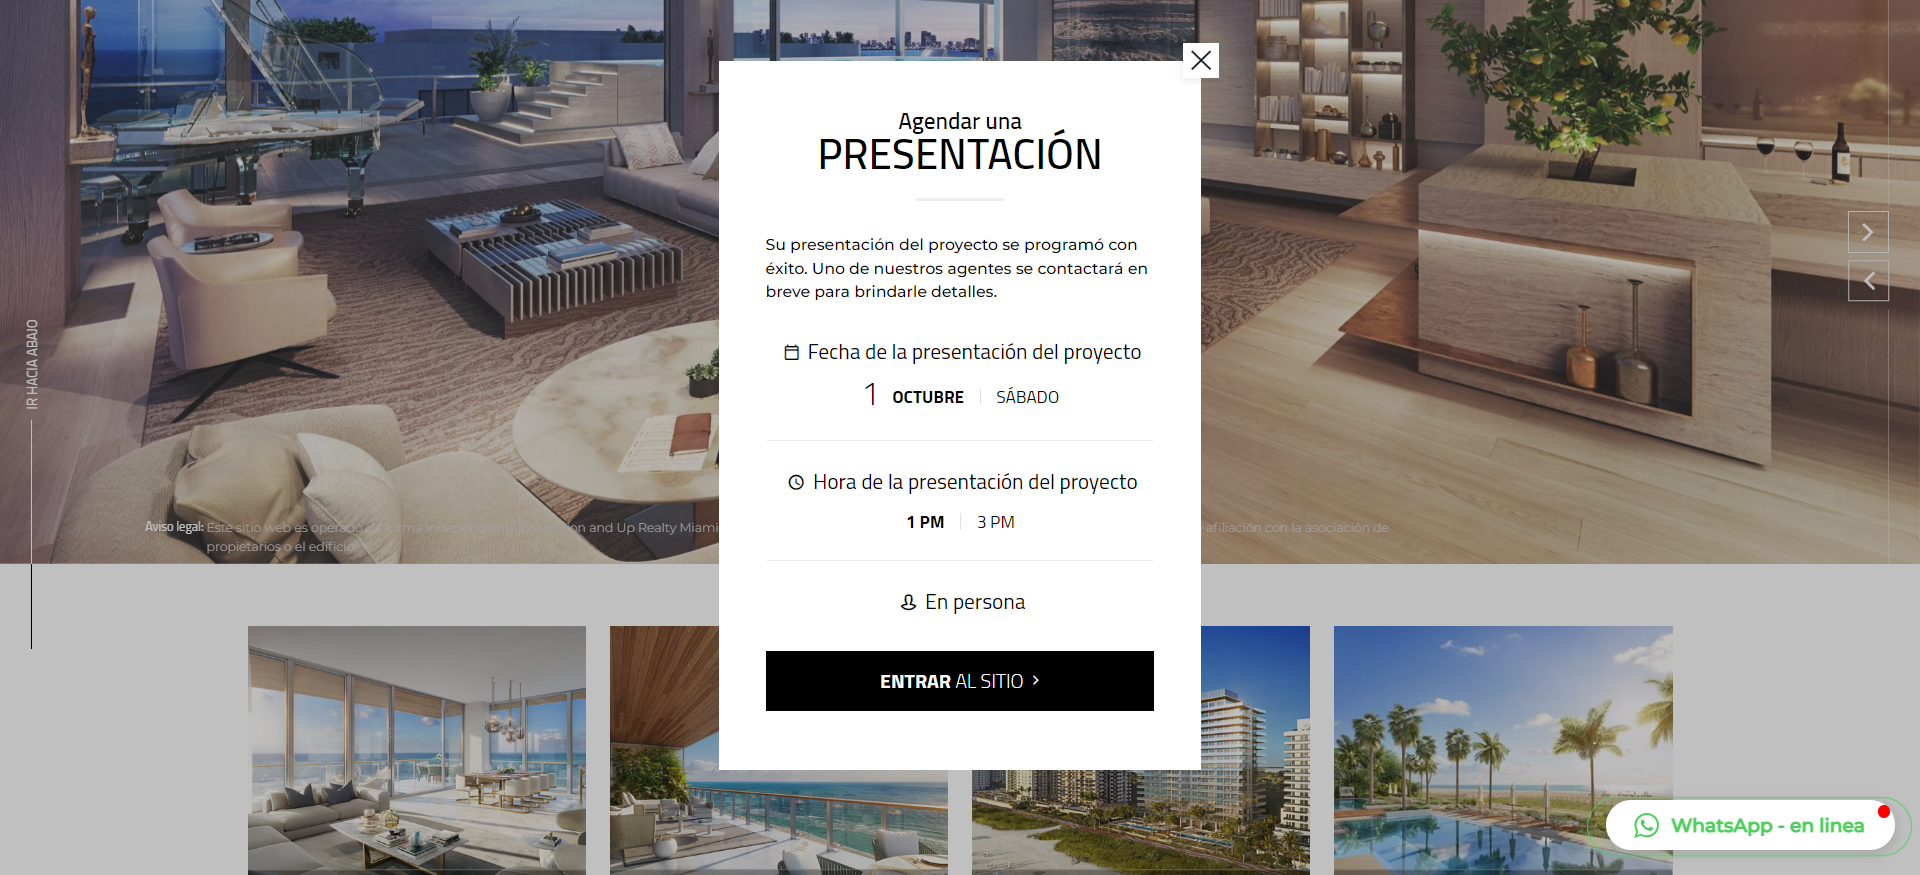 Agendar una
PRESENTACIÓN
Su presentación del proyecto se programó con
éxito. Uno de nuestros agentes se contactará en
breve para brindarle detalles.
Fecha de la presentación del proyecto
1 OCTUBRE SÁBADO
Hora de la presentación del proyecto
1 PM 3 PM
En persona
ENTRAR AL SITIO
IR HACIA ABAJO
Aviso legal: Este sitio web es operado de forma and Up Realty Miami afiliación con la asociación de
propietarios o el edificio.
WhatsApp - en linea